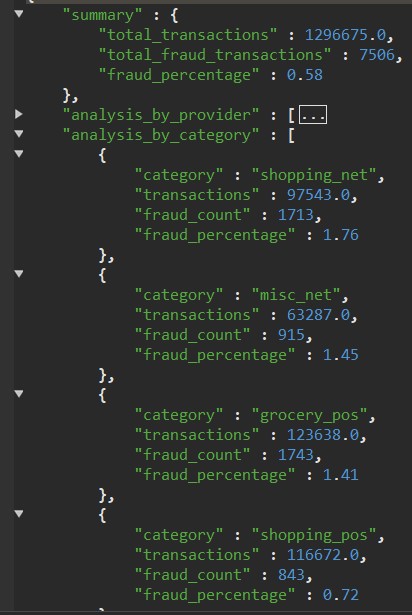 "summary" : {
"total_transactions" : 1296675.0,
"total_fraud_transactions" : 7506,
"fraud_percentage" : 0.58
},
"analysis_by_provider" : [...
"analysis_by_category" : [
{
"category" : "shopping_net",
"transactions" : 97543.0,
"fraud_count" : 1713,
"fraud_percentage" : 1.76
},
{
"category" : "misc_net",
"transactions" : 63287.0,
"fraud_count" : 915,
"fraud_percentage" : 1.45
},
{
"category" : "grocery_pos",
"transactions" : 123638.0,
"fraud_count" : 1743,
"fraud_percentage" : 1.41
},
{
"category" : "shopping_pos",
"transactions" : 116672.0,
"fraud_count" : 843,
"fraud_percentage" : 0.72